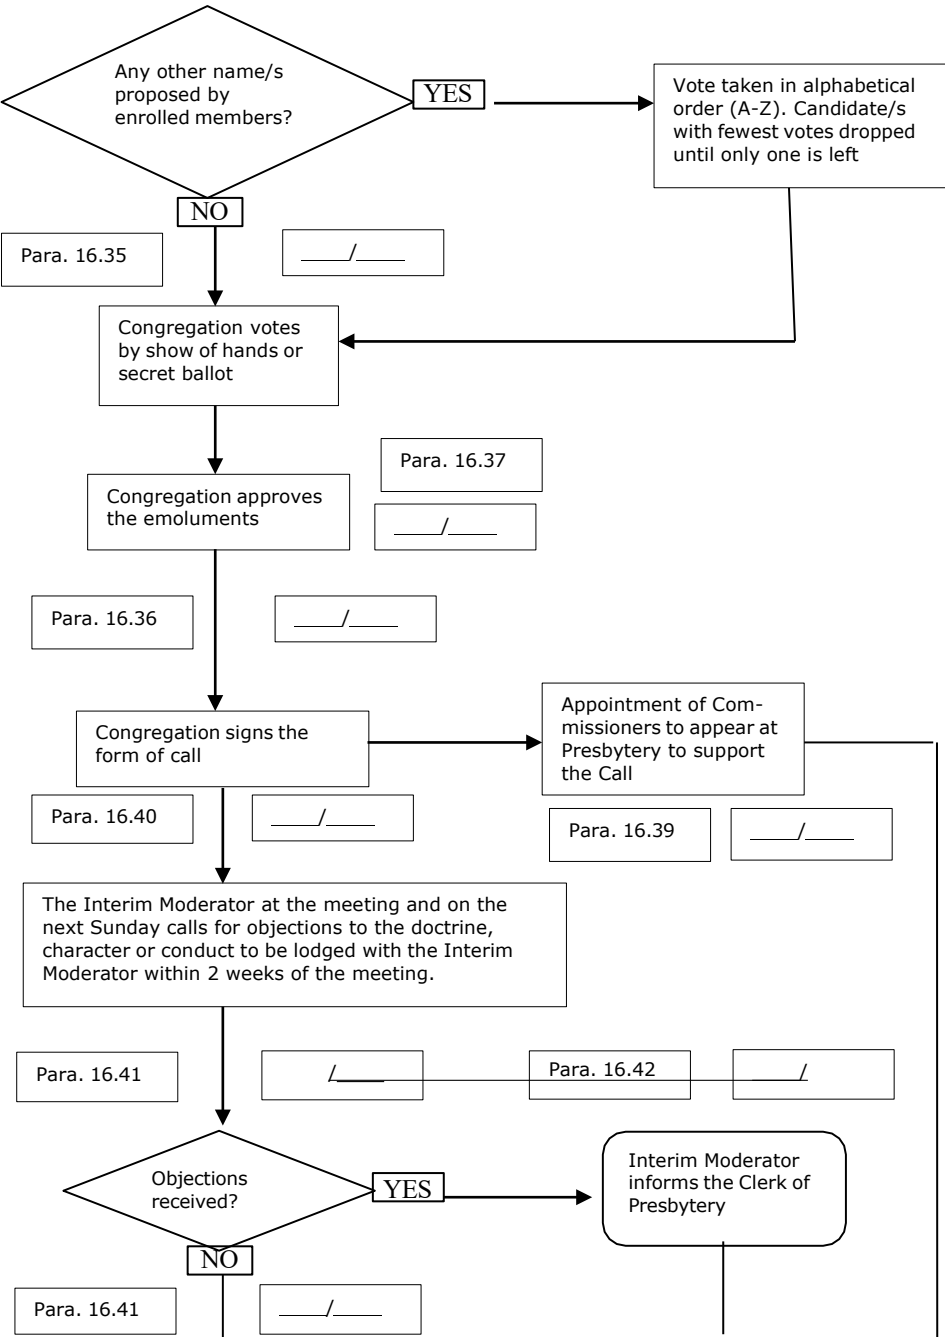 Any other name/s
proposed by
enrolled members?
YES
Vote taken in alphabetical
order (A-Z). Candidate/s
with fewest votes dropped
until only one is left
NO
Para. 16.35
____/____
Congregation votes
by show of hands or
secret ballot
Para. 16.37
Congregation approves
the emoluments
____/____
Para. 16.36
____/____
Congregation signs the
form of call
Appointment of Com-
missioners to appear at
Presbytery to support
the Call
Para. 16.40
____/____
Para. 16.39
____/____
The Interim Moderator at the meeting and on the
next Sunday calls for objections to the doctrine,
character or conduct to be lodged with the Interim
Moderator within 2 weeks of the meeting.
Para. 16.41
/____
Para. 16.42
____/
Objections
received?
YES
Interim Moderator
informs the Clerk of
Presbytery
NO
Para. 16.41
____/____